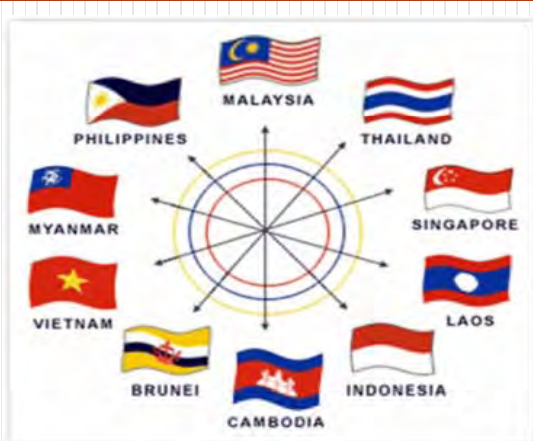 MALAYSIA
PHILIPPINES
THAILAND
MYANMAR
SINGAPORE
VIETNAM
LAOS
BRUNEI
INDONESIA
CAMBODIA